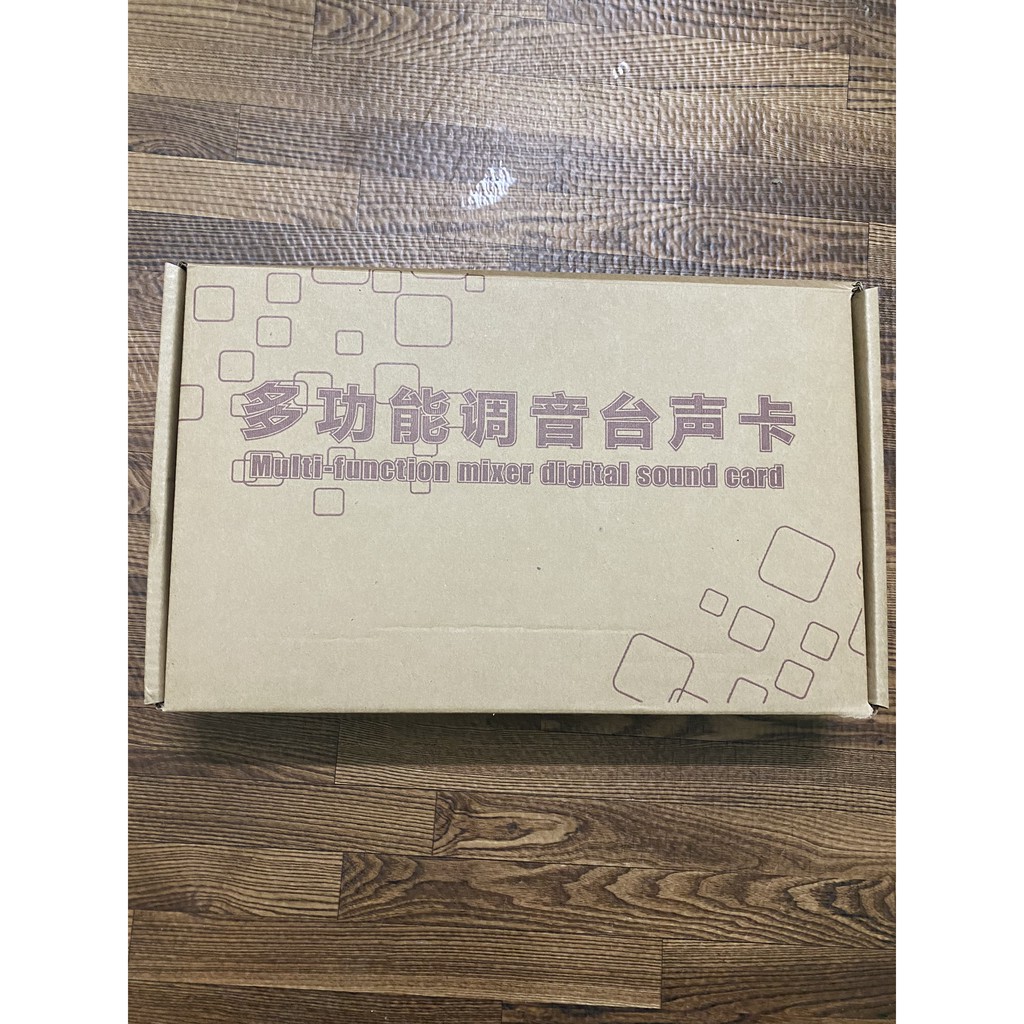 多功能调音台声卡
Multi-function mixer digital sound card